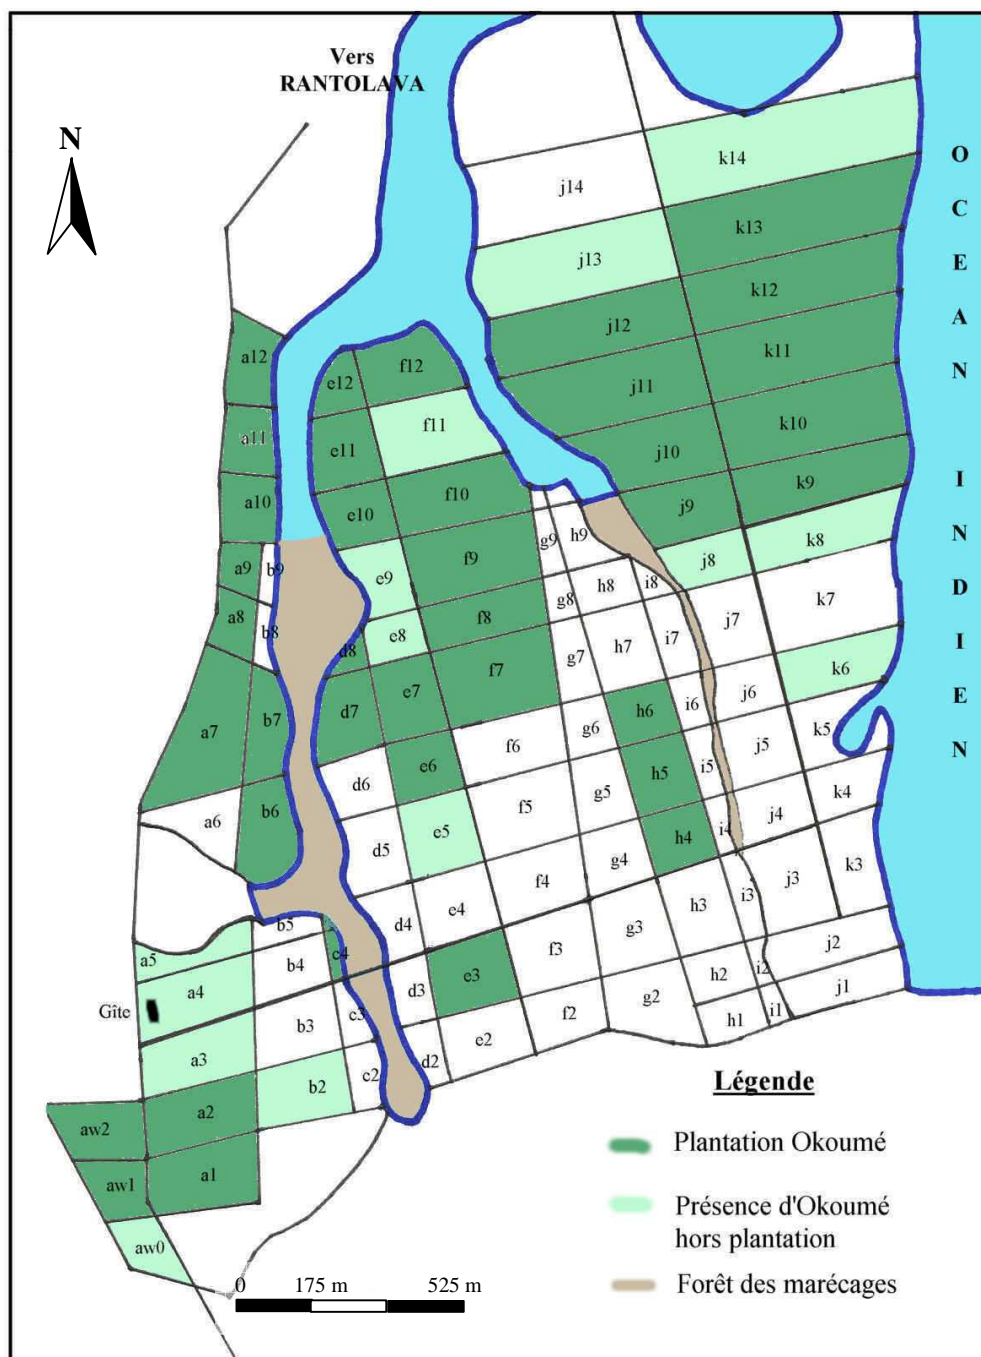 Vers
RANTOLAVA
N
O
C
E
A
N
I
N
D
I
E
N
k14
j14
k13
j13
k12
j12
k11
j11
k10
j10
k9
j9
k8
j8
k7
j7
k6
j6
k5
j5
k4
j4
k3
j3
j2
j1
a12
e12
f12
a11
e11
f11
a10
e10
f10
a9
b9
e9
f9
g9
h9
a8
b8
d8
e8
f8
g8
h8
i8
a7
b7
d7
e7
f7
g7
h7
i7
a6
b6
d6
e6
f6
g6
h6
i6
a5
b5
d5
e5
f5
g5
h5
i5
a4
b4
c4
d4
e4
f4
g4
h4
i4
Gîte
a3
b3
c3
d3
e3
f3
g3
h3
i3
a2
b2
c2
d2
e2
f2
g2
h2
i2
aw2
aw1
a1
h1
i1
aw0
Légende
Plantation Okoumé
Présence d'Okoumé
hors plantation
Forêt des marécages
0 175 m 525 m